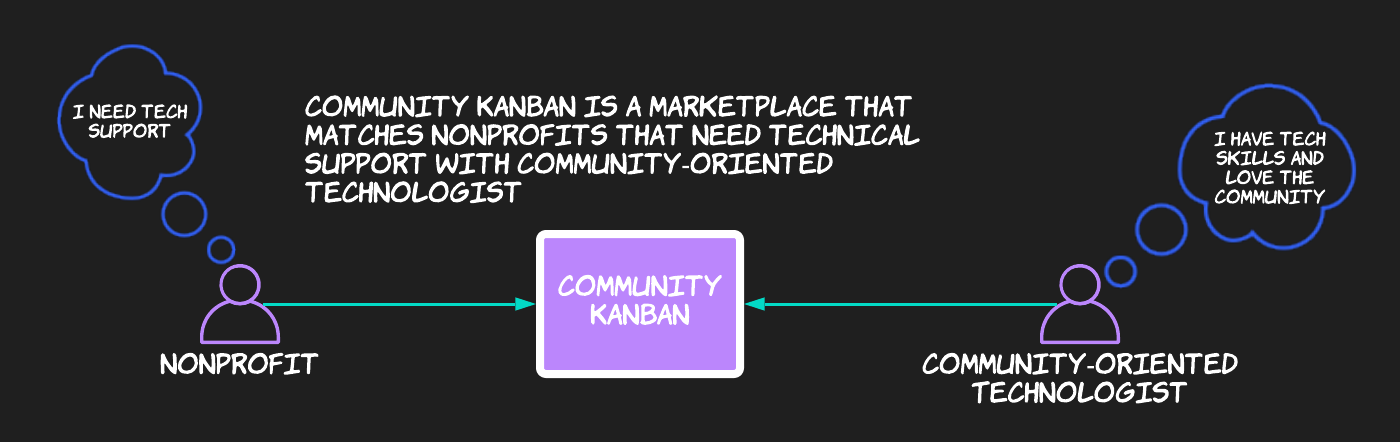 I NEED TECH
SUPPORT
COMMUNITY KANBAN IS A MARKETPLACE THAT
MATCHES NONPROFITS THAT NEED TECHNICAL
SUPPORT WITH COMMUNITY-ORIENTED
TECHNOLOGIST
I HAVE TECH
SKILLS AND
LOVE THE
COMMUNITY
COMMUNITY
KANBAN
NONPROFIT
COMMUNITY-ORIENTED
TECHNOLOGIST